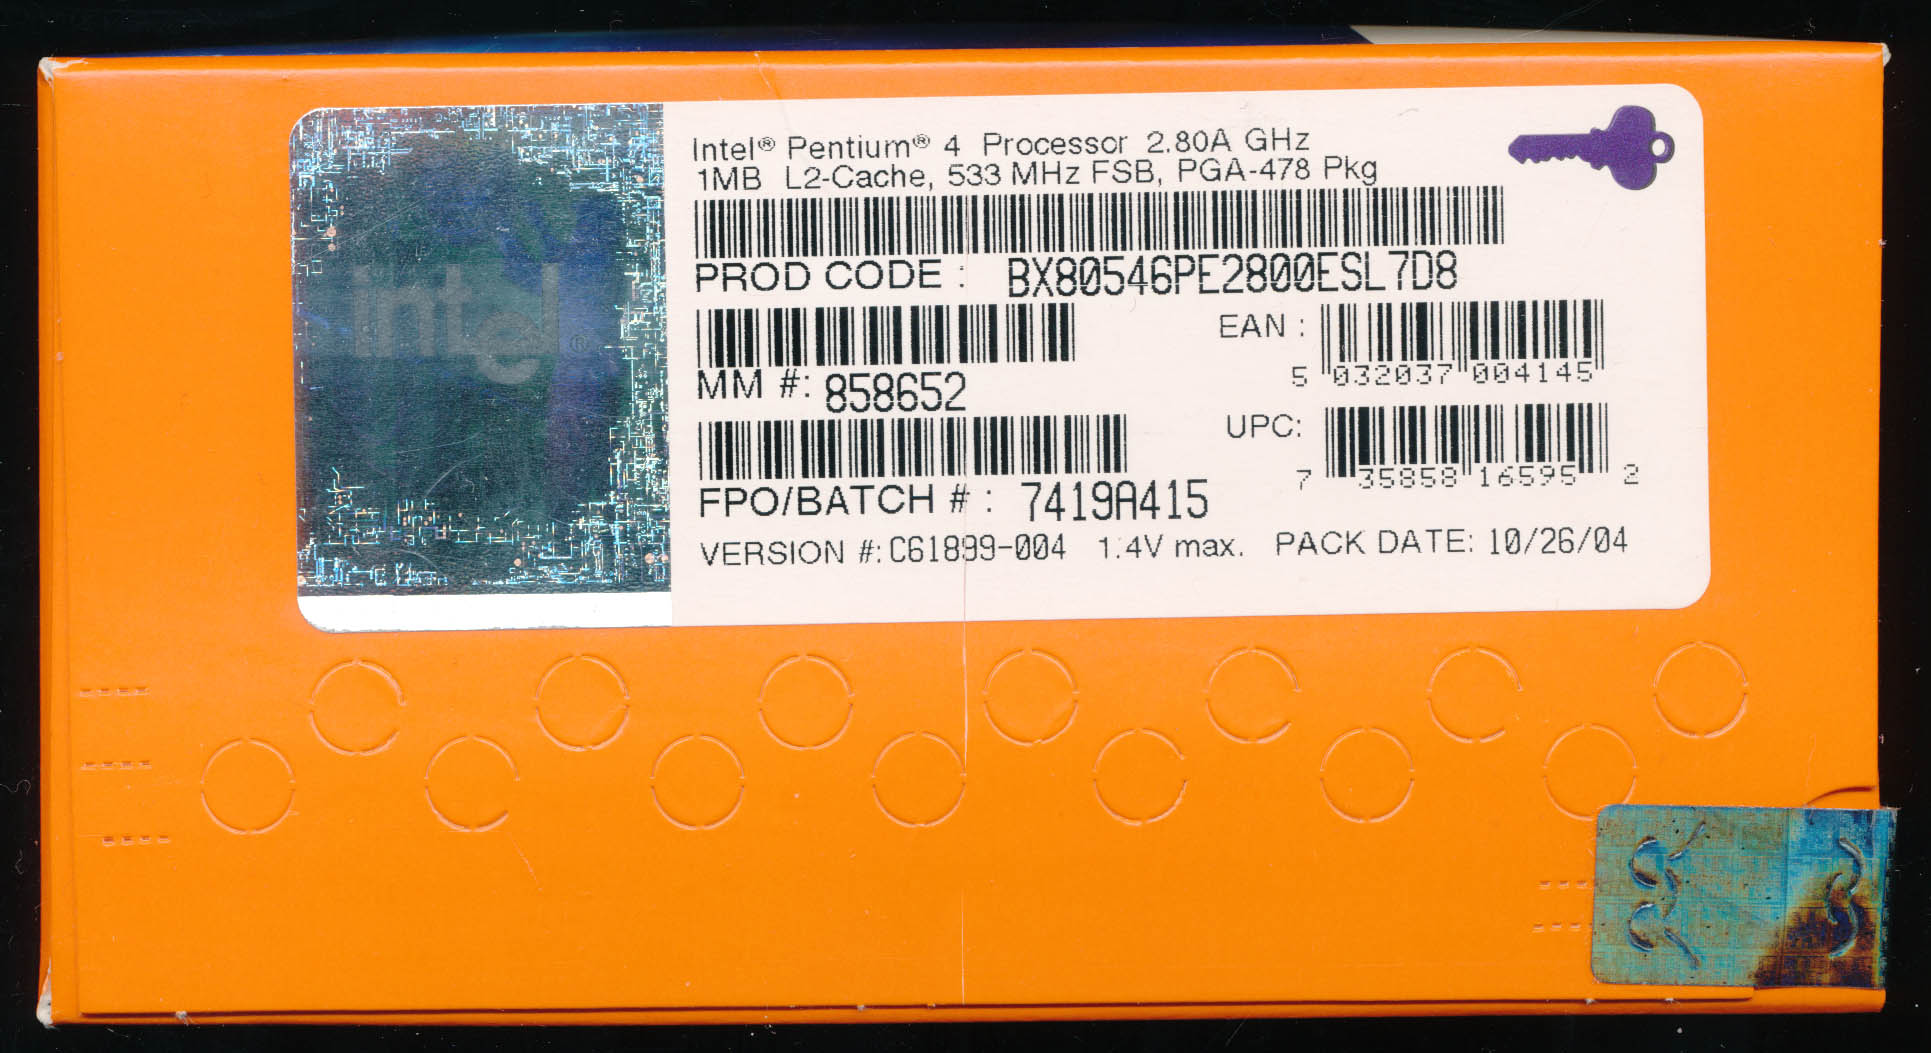 intel®
Intel® Pentium® 4 Processor 2.80A GHz
1MB L2-Cache, 533 MHz FSB, PGA-478 Pkg
PROD CODE : BX80546PE2800ESL7D8
EAN :
5 032037 004145
MM #: 858652
UPC:
7 35858 16595 2
FPO/BATCH # : 7419A415
VERSION #: C61899-004 1.4V max. PACK DATE: 10/26/04